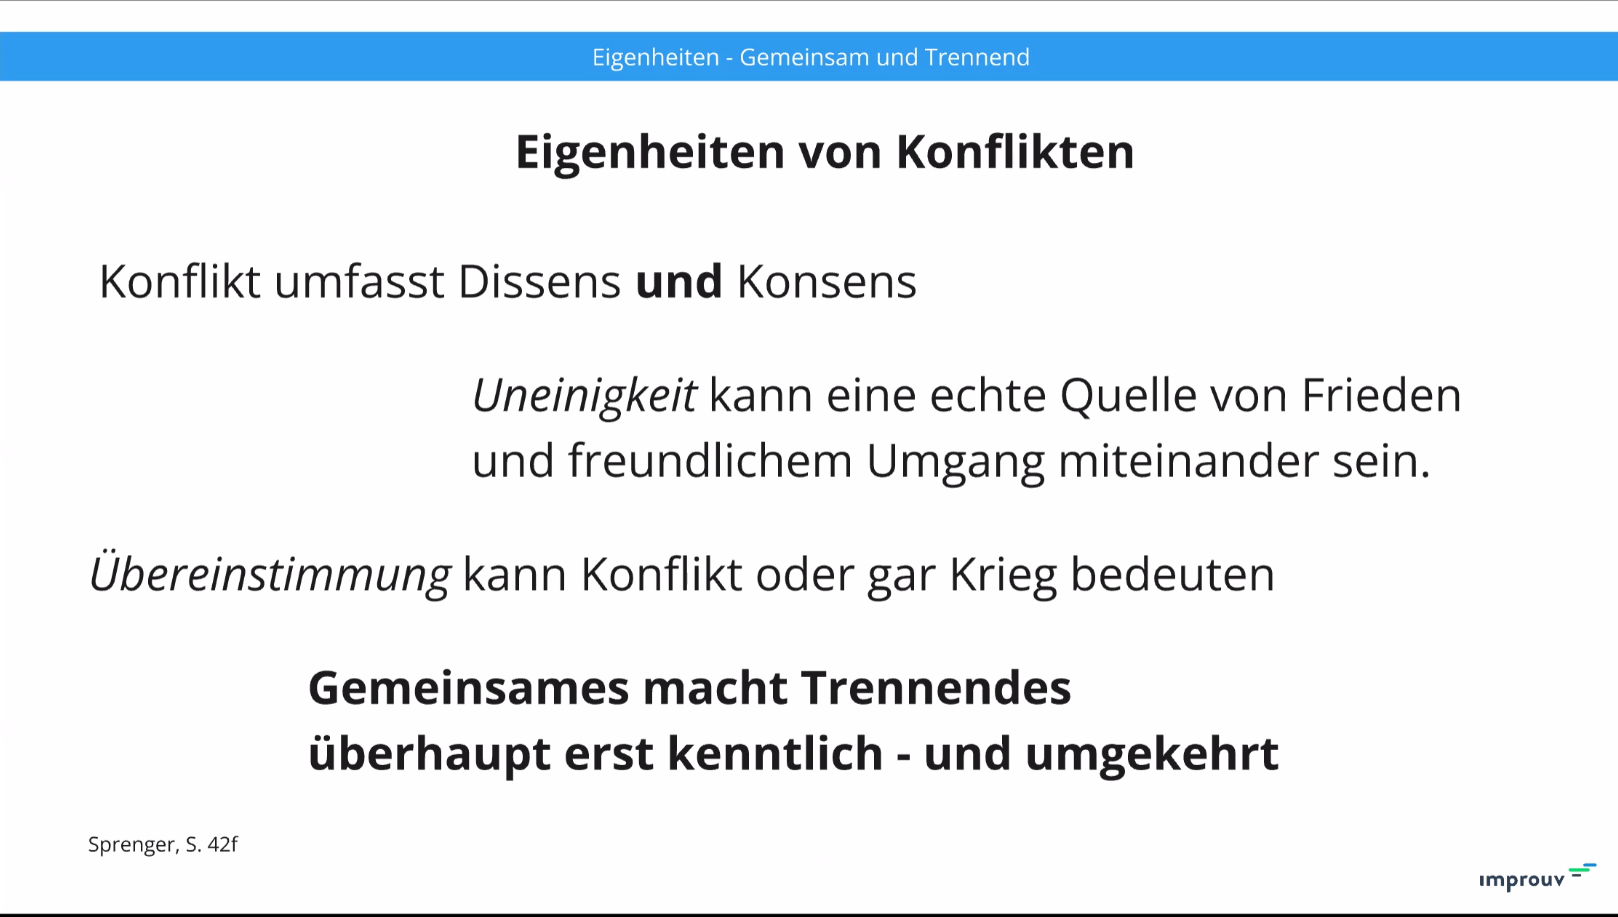 Eigenheiten - Gemeinsam und Trennend
Eigenheiten von Konflikten
Konflikt umfasst Dissens und Konsens
Uneinigkeit kann eine echte Quelle von Frieden
und freundlichem Umgang miteinander sein.
Übereinstimmung kann Konflikt oder gar Krieg bedeuten
Gemeinsames macht Trennendes
überhaupt erst kenntlich - und umgekehrt
Sprenger, S. 42f
improuv